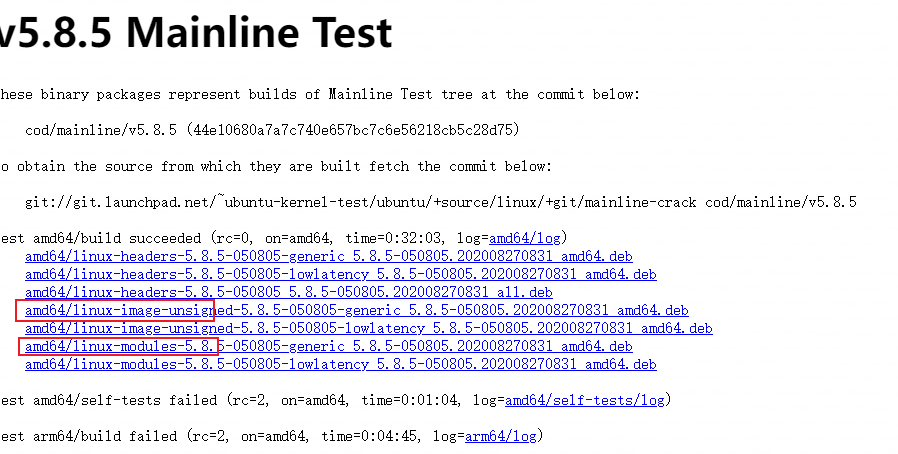 v5.8.5 Mainline Test
hese binary packages represent builds of Mainline Test tree at the commit below:
cod/mainline/v5.8.5 (44e10680a7a7c740e657bc7c6e56218cb5c28d75)
o obtain the source from which they are built fetch the commit below:
git://git.launchpad.net/~ubuntu-kernel-test/ubuntu/+source/linux/+git/mainline-crack cod/mainline/v5.8.5
est amd64/build succeeded (rc=0, on=amd64, time=0:32:03, log=amd64/log)
amd64/linux-headers-5.8.5-050805-generic_5.8.5-050805.202008270831_amd64.deb
amd64/linux-headers-5.8.5-050805-lowlatency_5.8.5-050805.202008270831_amd64.deb
amd64/linux-headers-5.8.5-050805_5.8.5-050805.202008270831_all.deb
amd64/linux-image-unsigned-5.8.5-050805-generic_5.8.5-050805.202008270831_amd64.deb
amd64/linux-image-unsigned-5.8.5-050805-lowlatency_5.8.5-050805.202008270831_amd64.deb
amd64/linux-modules-5.8.5-050805-generic_5.8.5-050805.202008270831_amd64.deb
amd64/linux-modules-5.8.5-050805-lowlatency_5.8.5-050805.202008270831_amd64.deb
est amd64/self-tests failed (rc=2, on=amd64, time=0:01:04, log=amd64/self-tests/log)
est arm64/build failed (rc=2, on=amd64, time=0:04:45, log=arm64/log)